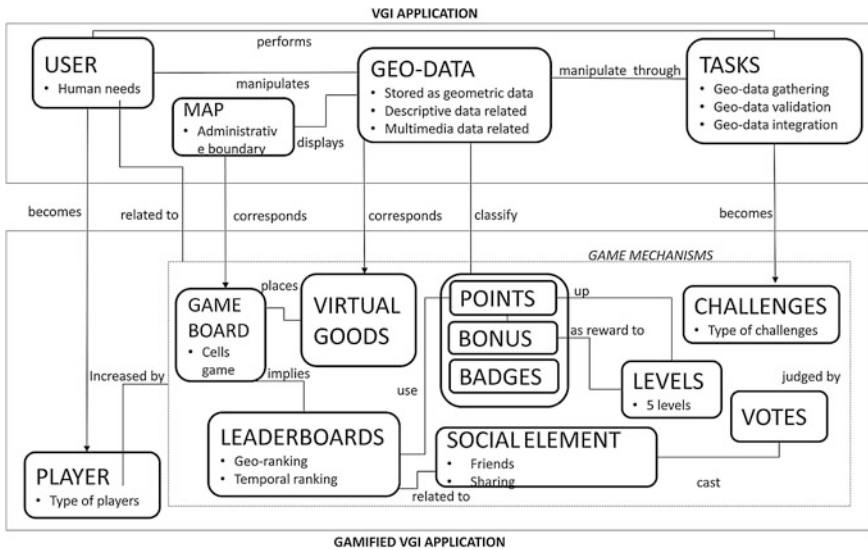 VGI APPLICATION
performs
USER
• Human needs
manipulates
GEO-DATA
• Stored as geometric data
• Descriptive data related
• Multimedia data related
manipulate through
TASKS
• Geo-data gathering
• Geo-data validation
• Geo-data integration
MAP
• Administrativ
e boundary
displays
becomes
related to
corresponds
corresponds
classify
becomes
GAME MECHANISMS
places
GAME
BOARD
• Cells
game
VIRTUAL
GOODS
POINTS
BONUS
BADGES
up
as reward to
CHALLENGES
• Type of challenges
Increased by
implies
use
LEVELS
• 5 levels
judged by
VOTES
LEADERBOARDS
• Geo-ranking
• Temporal ranking
SOCIAL ELEMENT
• Friends
• Sharing
related to
cast
PLAYER
• Type of players
GAMIFIED VGI APPLICATION